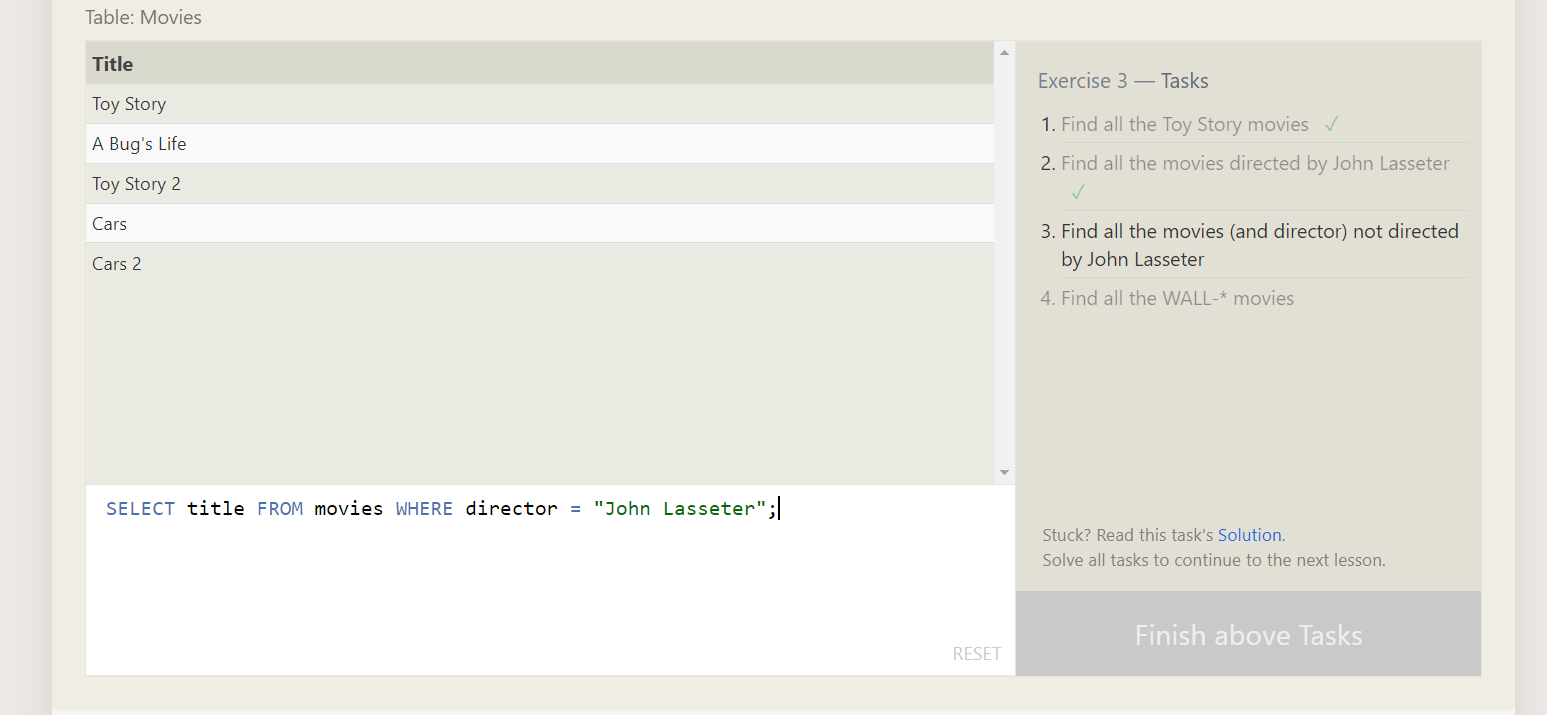 Table: Movies
Title
Toy Story
A Bug's Life
Toy Story 2
Cars
Cars 2
SELECT title FROM movies WHERE director = "John Lasseter";
RESET
Exercise 3 — Tasks
1. Find all the Toy Story movies ✓
2. Find all the movies directed by John Lasseter
✓
3. Find all the movies (and director) not directed
by John Lasseter
4. Find all the WALL-* movies
Stuck? Read this task's Solution.
Solve all tasks to continue to the next lesson.
Finish above Tasks